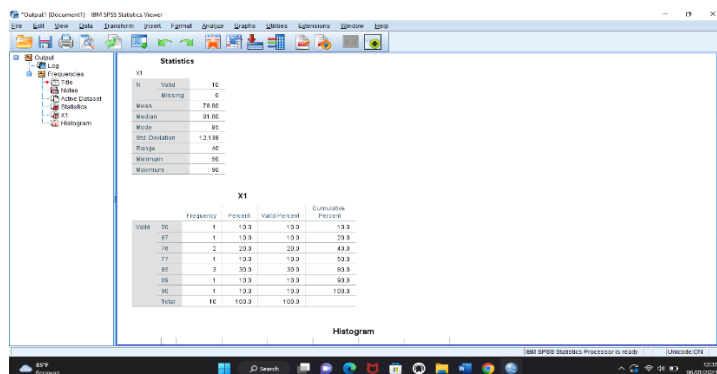 *Output1 [Document1] - IBM SPSS Statistics Viewer
File Edit View Data Transform Insert Format Analyze Graphs Utilities Extensions Window Help
Output
Log
Frequencies
Title
Notes
Active Dataset
Statistics
X1
Histogram
Statistics
X1
N Valid 10
Missing 0
Mean 78.00
Median 81.00
Mode 85
Std. Deviation 12.138
Range 40
Minimum 50
Maximum 90
X1
Frequency Percent Valid Percent Cumulative Percent
Valid 50 1 10.0 10.0 10.0
67 1 10.0 10.0 20.0
76 2 20.0 20.0 40.0
77 1 10.0 10.0 50.0
85 3 30.0 30.0 80.0
89 1 10.0 10.0 90.0
90 1 10.0 10.0 100.0
Total 10 100.0 100.0
Histogram
IBM SPSS Statistics Processor is ready Unicode:ON
85°F
Search